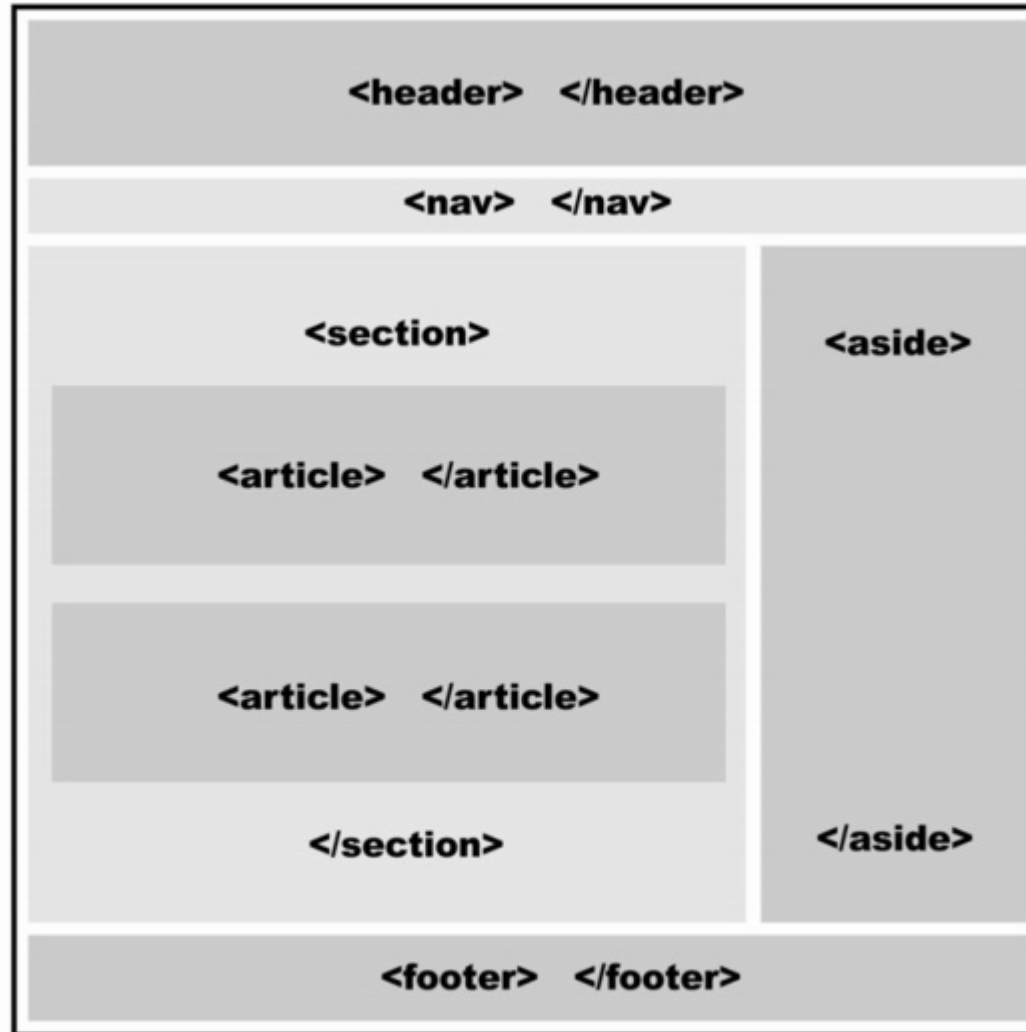 <header> </header>
<nav> </nav>
<section>
<article> </article>
<article> </article>
</section>
<aside>
</aside>
<footer> </footer>